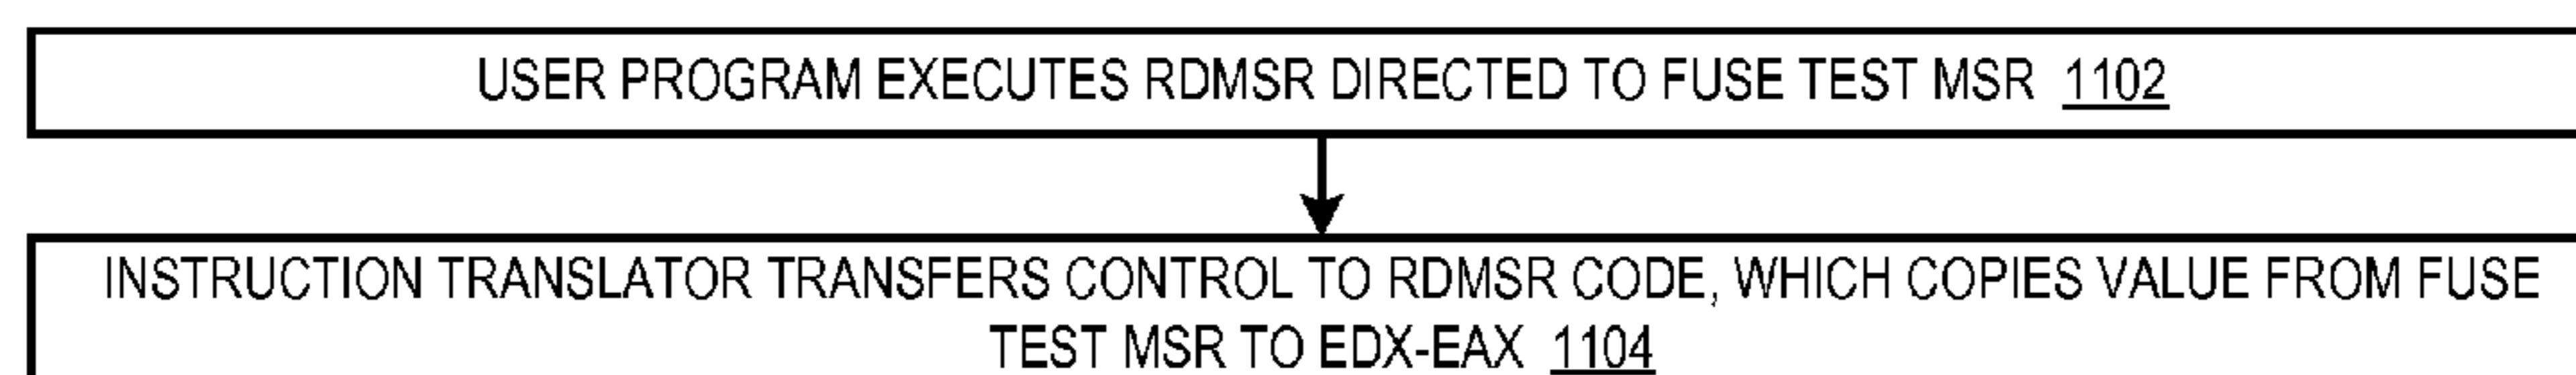 USER PROGRAM EXECUTES RDMSR DIRECTED TO FUSE TEST MSR 1102
INSTRUCTION TRANSLATOR TRANSFERS CONTROL TO RDMSR CODE, WHICH COPIES VALUE FROM FUSE
TEST MSR TO EDX-EAX 1104